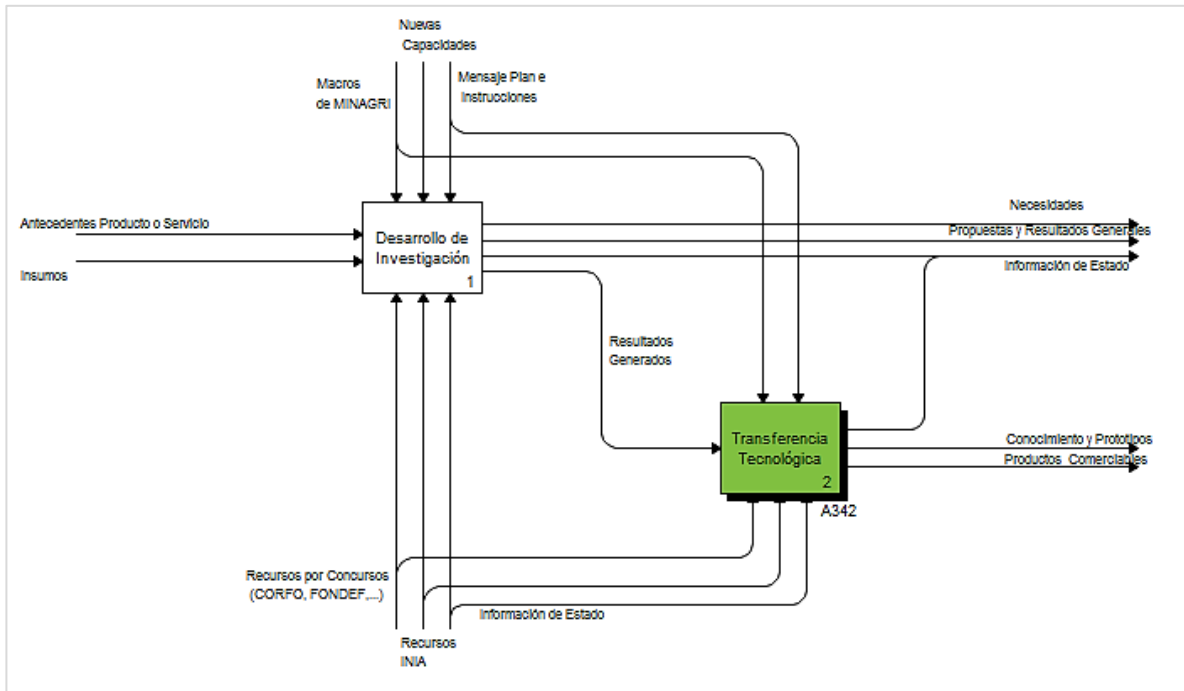 Nuevas
Capacidades
Macros
de MINAGRI
Mensaje Plan e
Instrucciones
Antecedentes Producto o Servicio
Insumos
Desarrollo de
Investigación
1
Necesidades
Propuestas y Resultados Generales
Información de Estado
Resultados
Generados
Transferencia
Tecnológica
2
A342
Conocimiento y Prototipos
Productos Comerciables
Recursos por Concursos
(CORFO, FONDEF,...)
Información de Estado
Recursos
INIA